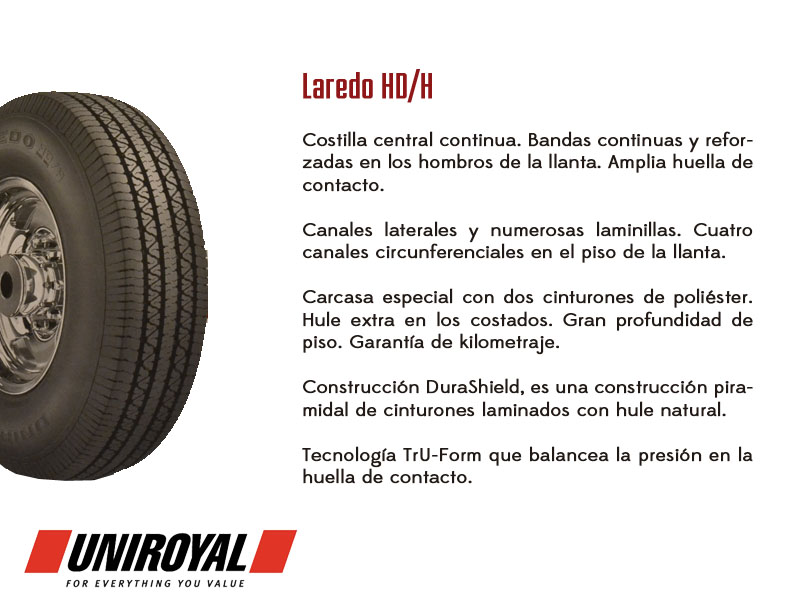 Laredo HD/H
Costilla central continua. Bandas continuas y refor-
zadas en los hombros de la llanta. Amplia huella de
contacto.
Canales laterales y numerosas laminillas. Cuatro
canales circunferenciales en el piso de la llanta.
Carcasa especial con dos cinturones de poliéster.
Hule extra en los costados. Gran profundidad de
piso. Garantía de kilometraje.
Construcción DuraShield, es una construcción pira-
midal de cinturones laminados con hule natural.
Tecnología TrU-Form que balancea la presión en la
huella de contacto.
UNIROYAL
FOR EVERYTHING YOU VALUE